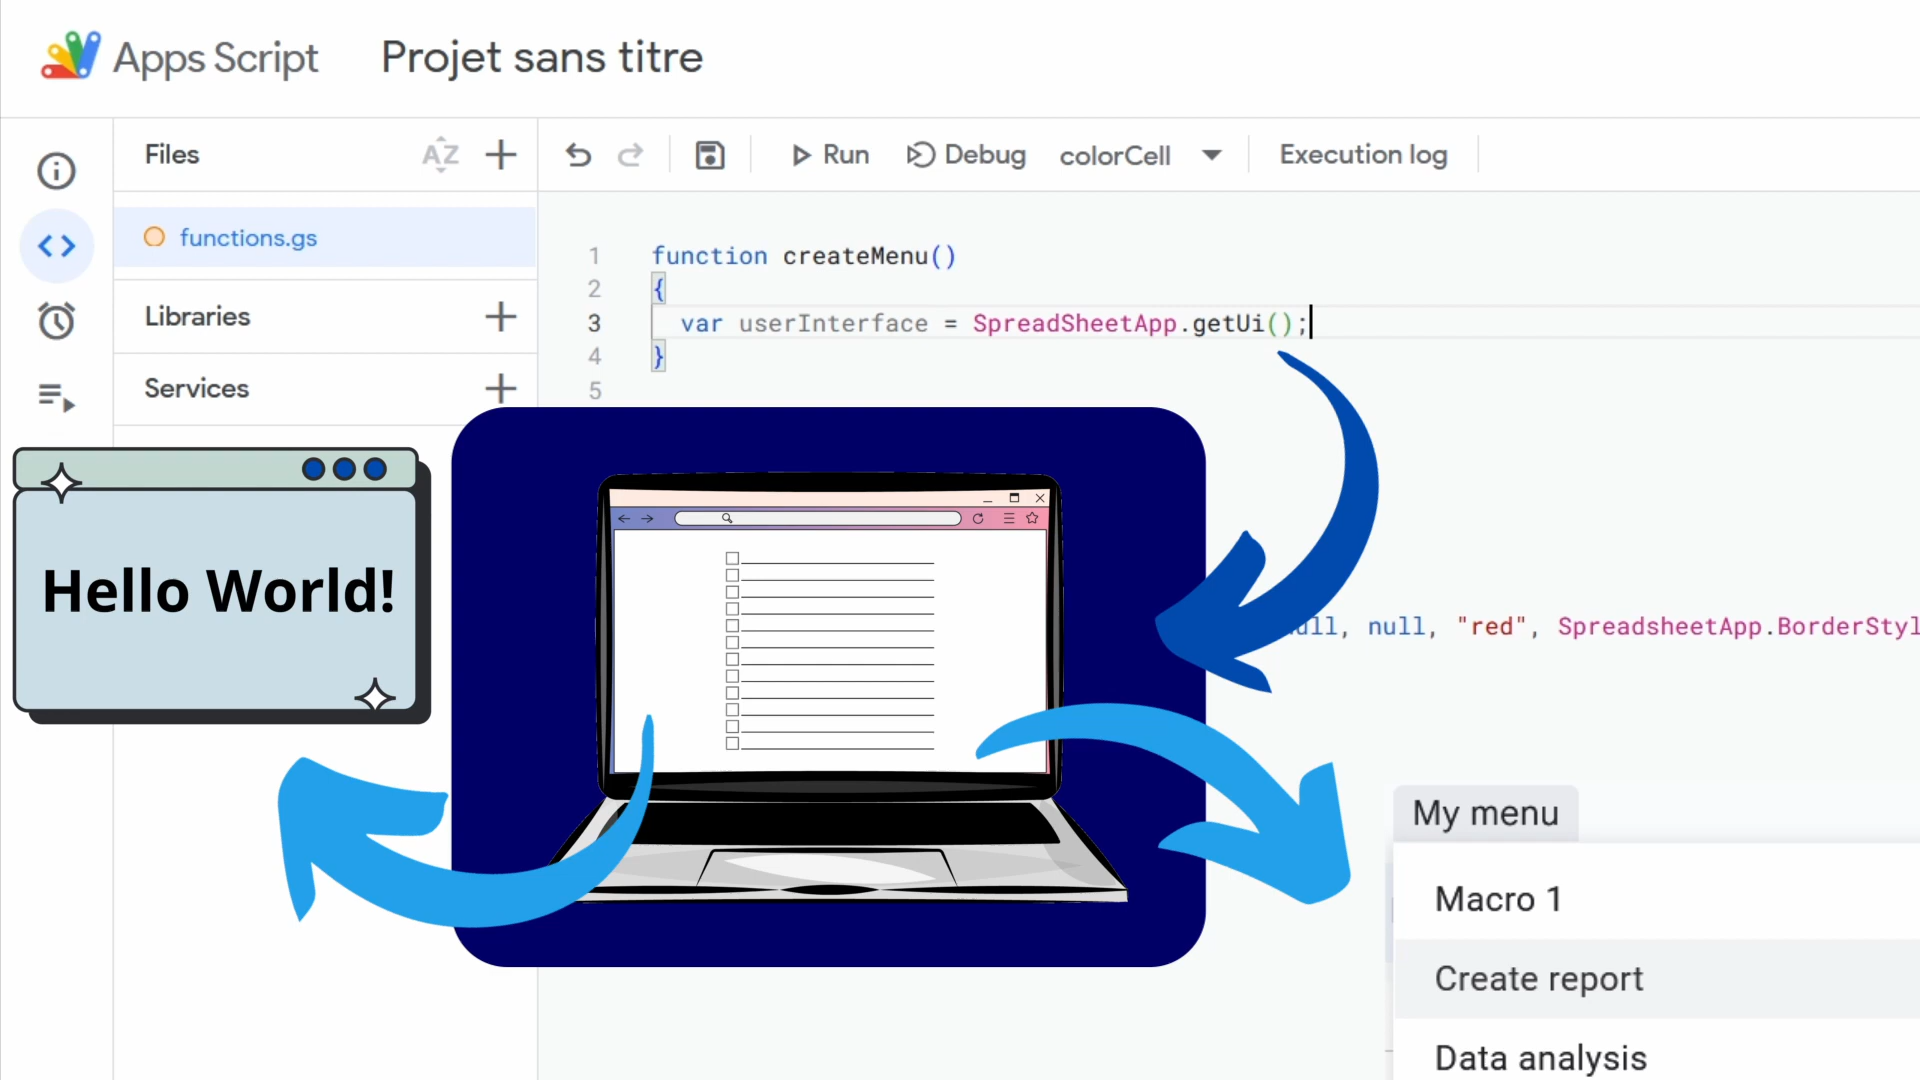 Apps Script Projet sans titre
Files AZ
Run Debug colorCell Execution log
functions.gs
Libraries
Services
1 function createMenu()
2 {
3 var userInterface = SpreadSheetApp.getUi();
4 }
5
Hello World!
null, "red", SpreadsheetApp.BorderStyl
My menu
Macro 1
Create report
Data analysis